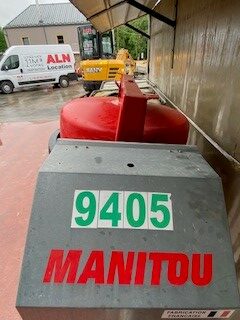 ALN
Location
9405
MANITOU
FABRICATION
FRANÇAISE